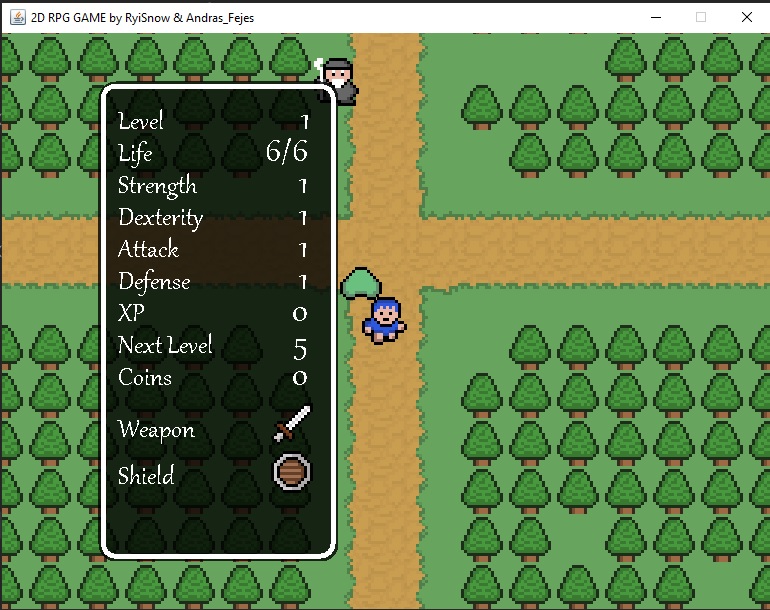 2D RPG GAME by RyiSnow & Andras_Fejes
Level 1
Life 6/6
Strength 1
Dexterity 1
Attack 1
Defense 1
XP 0
Next Level 5
Coins 0
Weapon
Shield